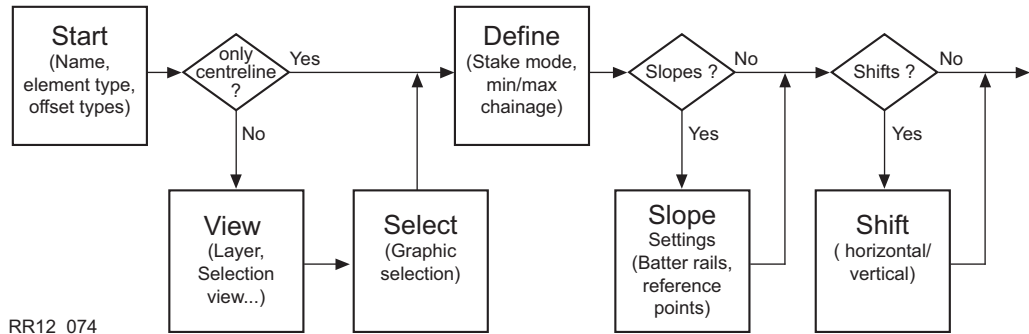 Start
(Name,
element type,
offset types)
only
centreline
?
Yes
No
View
(Layer,
Selection
view...)
Select
(Graphic
selection)
Define
(Stake mode,
min/max
chainage)
Slopes ?
No
Yes
Slope
Settings
(Batter rails,
reference
points)
Shifts ?
No
Yes
Shift
( horizontal/
vertical)
RR12_074